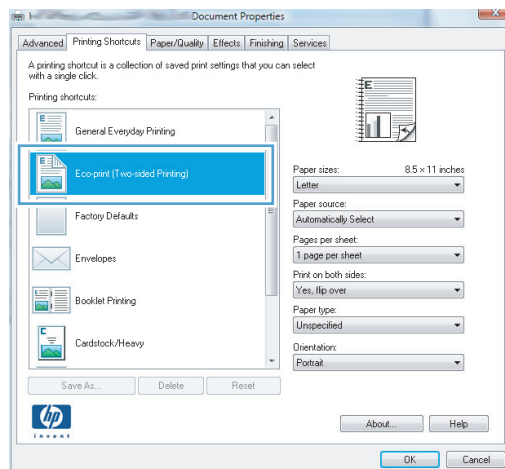 Document Properties
Advanced Printing Shortcuts Paper/Quality Effects Finishing Services
A printing shortcut is a collection of saved print settings that you can select
with a single click.
Printing shortcuts:
General Everyday Printing
Eco-print (Two-sided Printing)
Factory Defaults
Envelopes
Booklet Printing
Cardstock/Heavy
Save As... Delete Reset
E
Paper sizes: 8.5 × 11 inches
Letter
Paper source:
Automatically Select
Pages per sheet:
1 page per sheet
Print on both sides:
Yes, flip over
Paper type:
Unspecified
Orientation:
Portrait
hp
invent
About... Help
OK Cancel